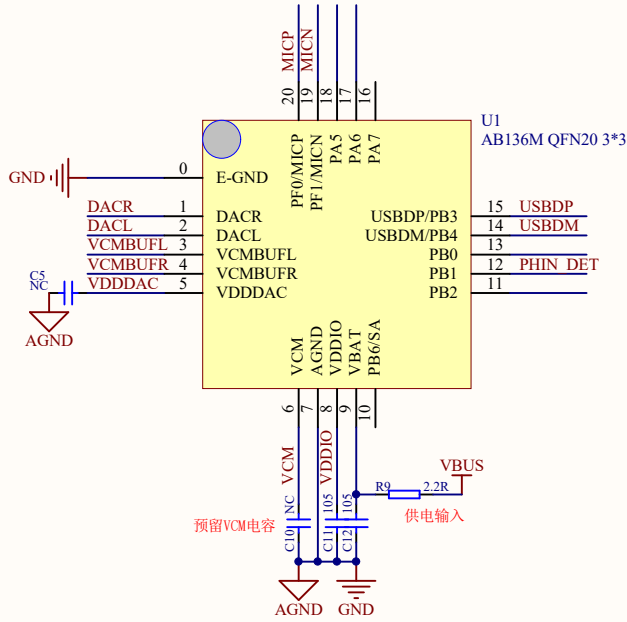 MICP
MICN
20
19
18
17
16
U1
AB136M QFN20 3*3
PF0/MICP
PF1/MICN
PA5
PA6
PA7
GND
0
E-GND
DACR
1
DACR
USBDP/PB3
15
USBDP
DACL
2
DACL
USBDM/PB4
14
USBDM
VCMBUFL
3
VCMBUFL
PB0
13
VCMBUFR
4
VCMBUFR
PB1
12
PHIN_DET
C5
NC
VDDDAC
5
VDDDAC
PB2
11
AGND
VCM
AGND
VDDIO
VBAT
PB6/SA
6
7
8
9
10
VCM
VDDIO
VBUS
R9
2.2R
供电输入
预留VCM电容
C10
NC
C11
105
C12
105
AGND
GND